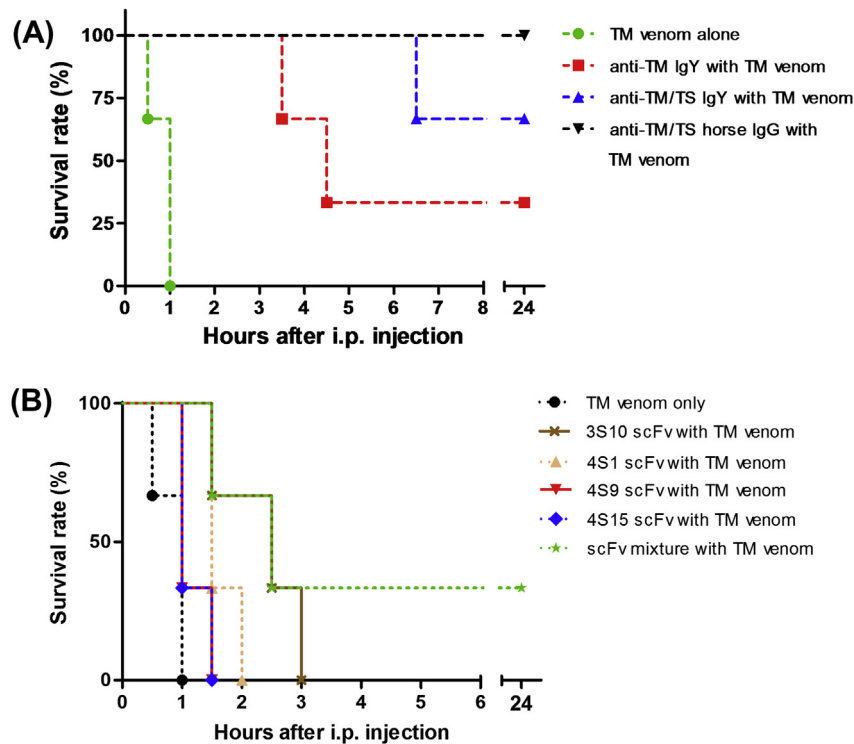 (A)
Survival rate (%)
100
75
50
25
0
0 1 2 3 4 5 6 7 8 24
Hours after i.p. injection
TM venom alone
anti-TM IgY with TM venom
anti-TM/TS IgY with TM venom
anti-TM/TS horse IgG with
TM venom
(B)
Survival rate (%)
100
50
0
0 1 2 3 4 5 6 24
Hours after i.p. injection
TM venom only
3S10 scFv with TM venom
4S1 scFv with TM venom
4S9 scFv with TM venom
4S15 scFv with TM venom
scFv mixture with TM venom